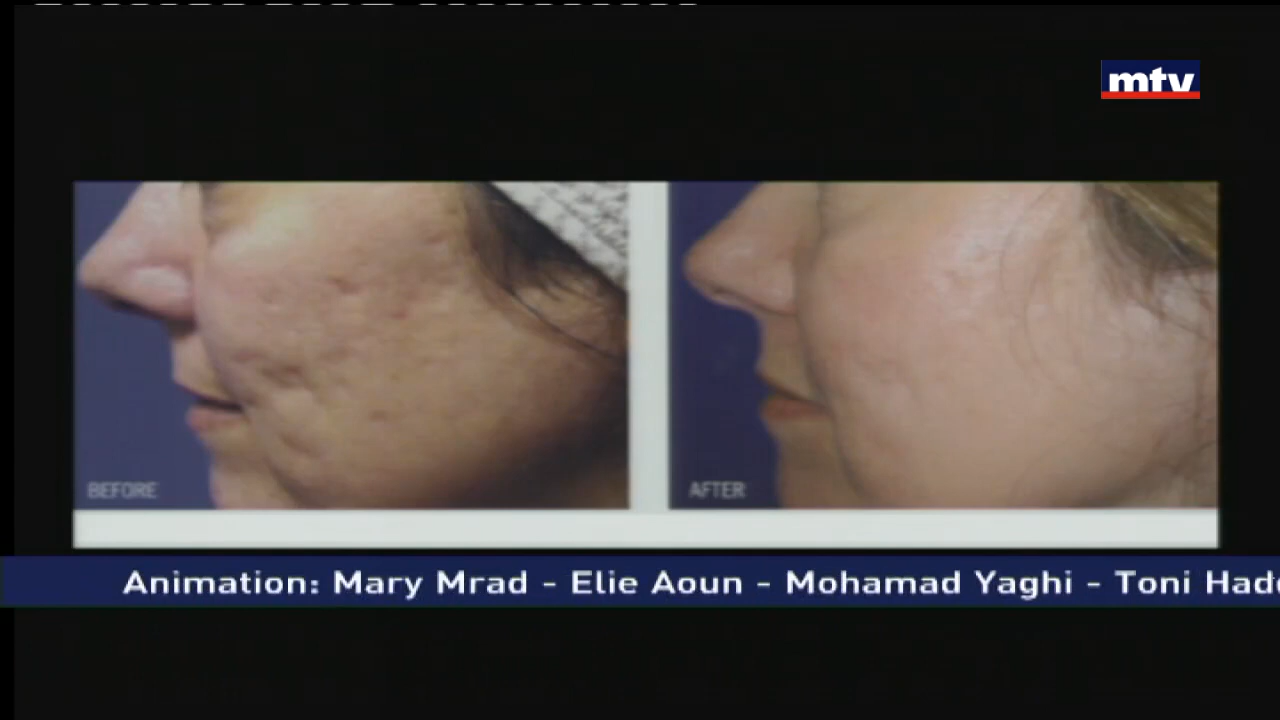 mtv
BEFORE
AFTER
Animation: Mary Mrad - Elie Aoun - Mohamad Yaghi - Toni